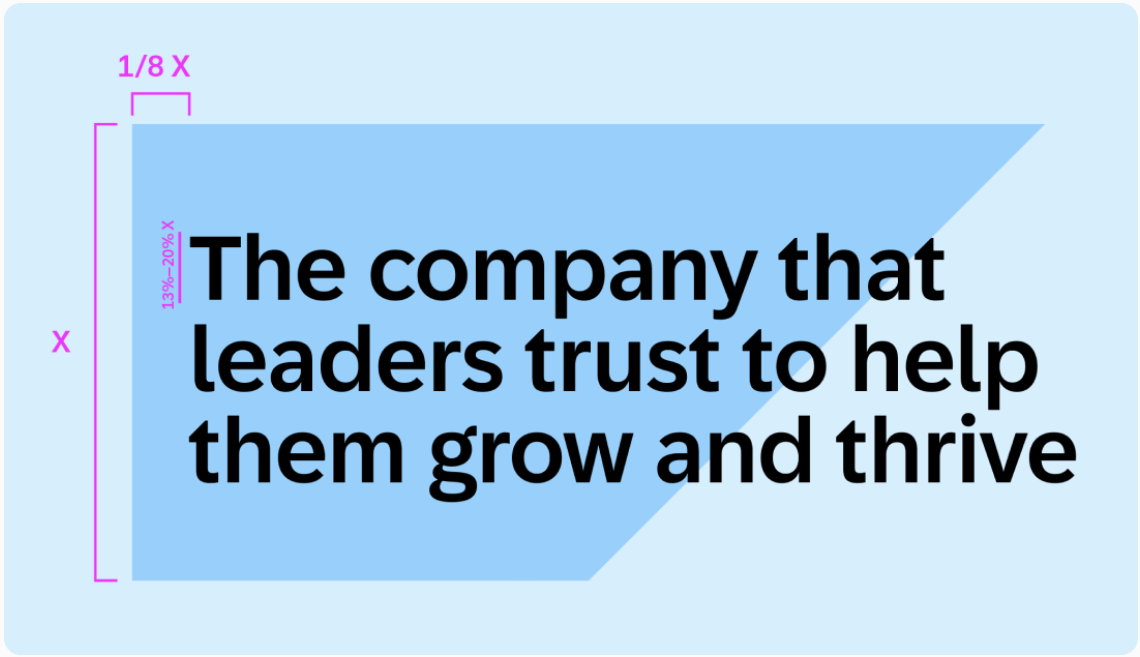 1/8 X
13%–20% X
The company that
leaders trust to help
them grow and thrive
X